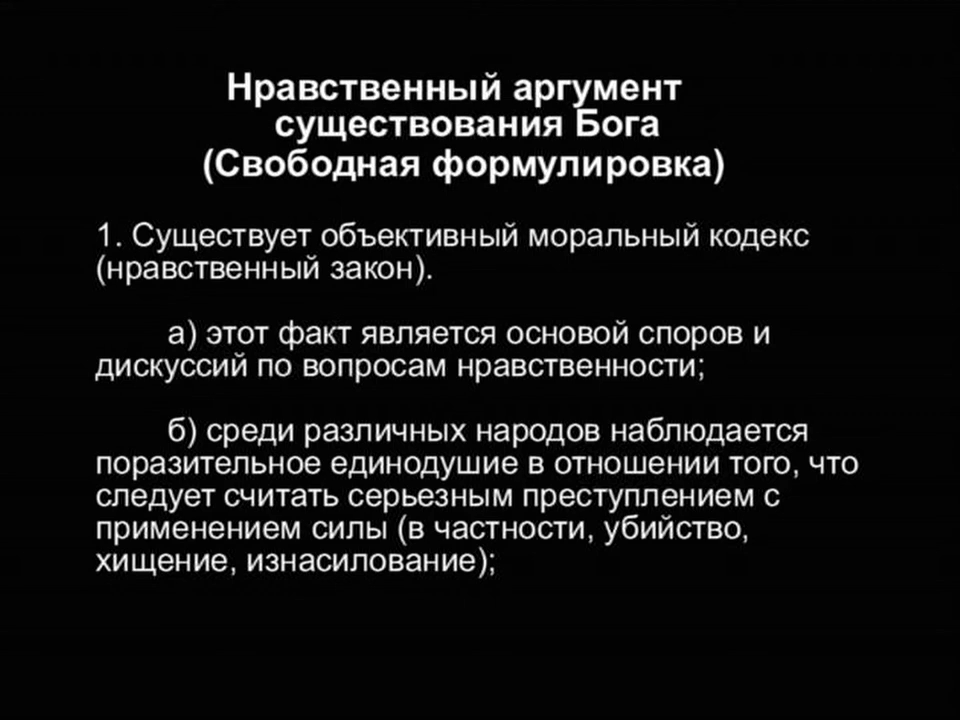 Нравственный аргумент
существования Бога
(Свободная формулировка)
1. Существует объективный моральный кодекс
(нравственный закон).
а) этот факт является основой споров и
дискуссий по вопросам нравственности;
б) среди различных народов наблюдается
поразительное единодушие в отношении того, что
следует считать серьезным преступлением с
применением силы (в частности, убийство,
хищение, изнасилование);